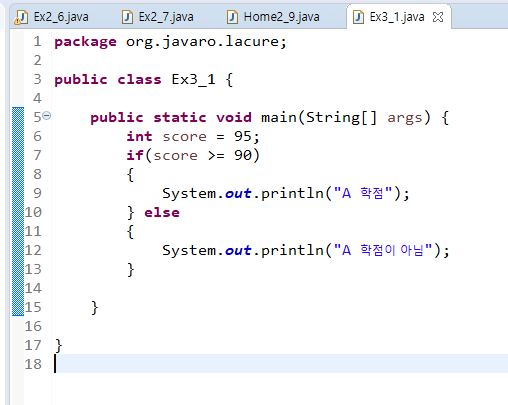 Ex2_6.java Ex2_7.java Home2_9.java Ex3_1.java
1 package org.javaro.lacure;
2
3 public class Ex3_1 {
4
5 public static void main(String[] args) {
6 int score = 95;
7 if(score >= 90)
8 {
9 System.out.println("A 학점");
10 } else
11 {
12 System.out.println("A 학점이 아님");
13 }
14
15 }
16
17 }
18